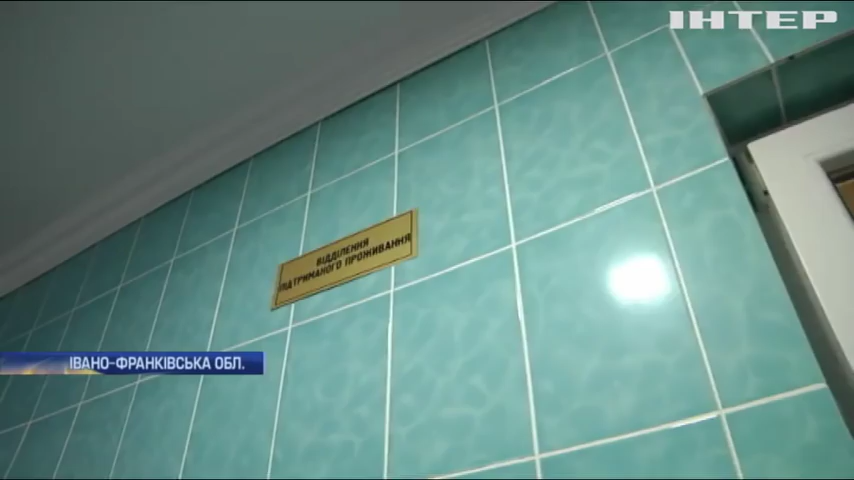 ІНТЕР
ВІДДІЛЕННЯ
ПІДТРИМАНОГО ПРОЖИВАННЯ
ІВАНО-ФРАНКІВСЬКА ОБЛ.